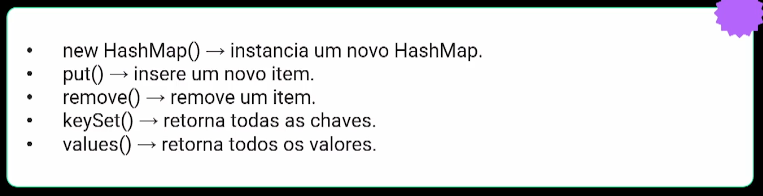 • new HashMap() → instancia um novo HashMap.
• put() → insere um novo item.
• remove() → remove um item.
• keySet() → retorna todas as chaves.
• values() → retorna todos os valores.